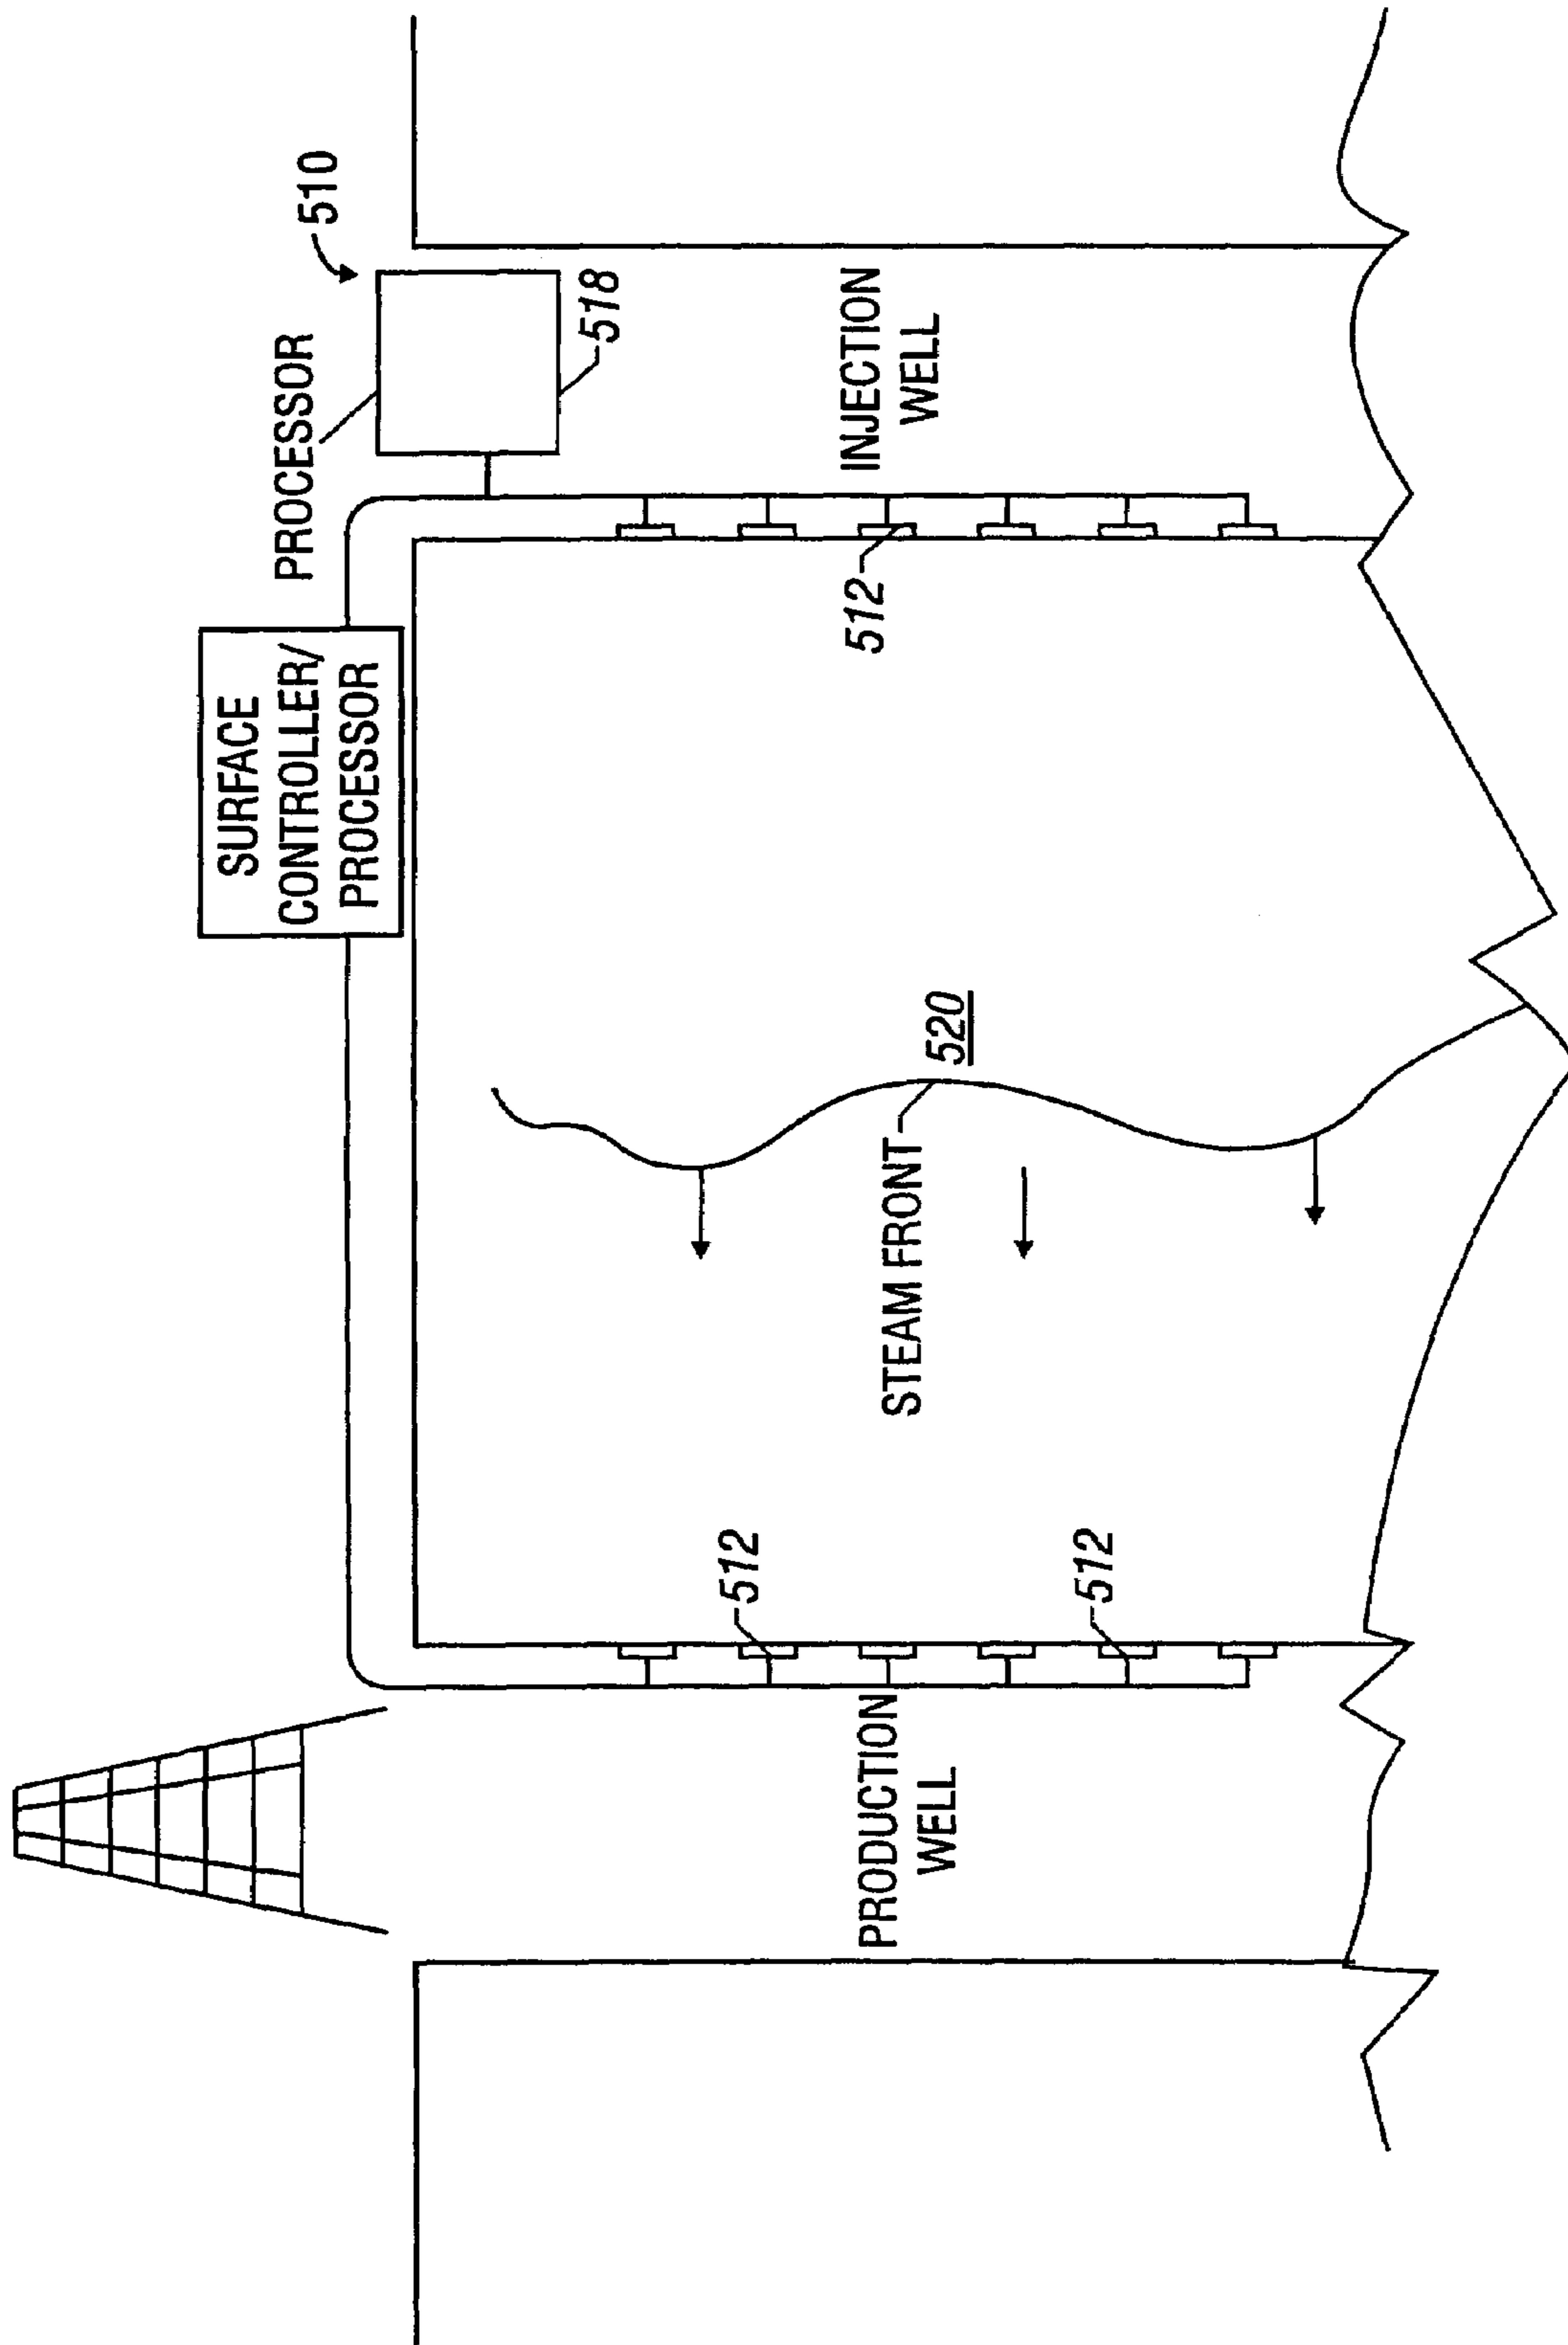 SURFACE
CONTROLLER/
PROCESSOR
PROCESSOR
510
518
512
512
512
INJECTION
WELL
520
STEAM FRONT
PRODUCTION
WELL